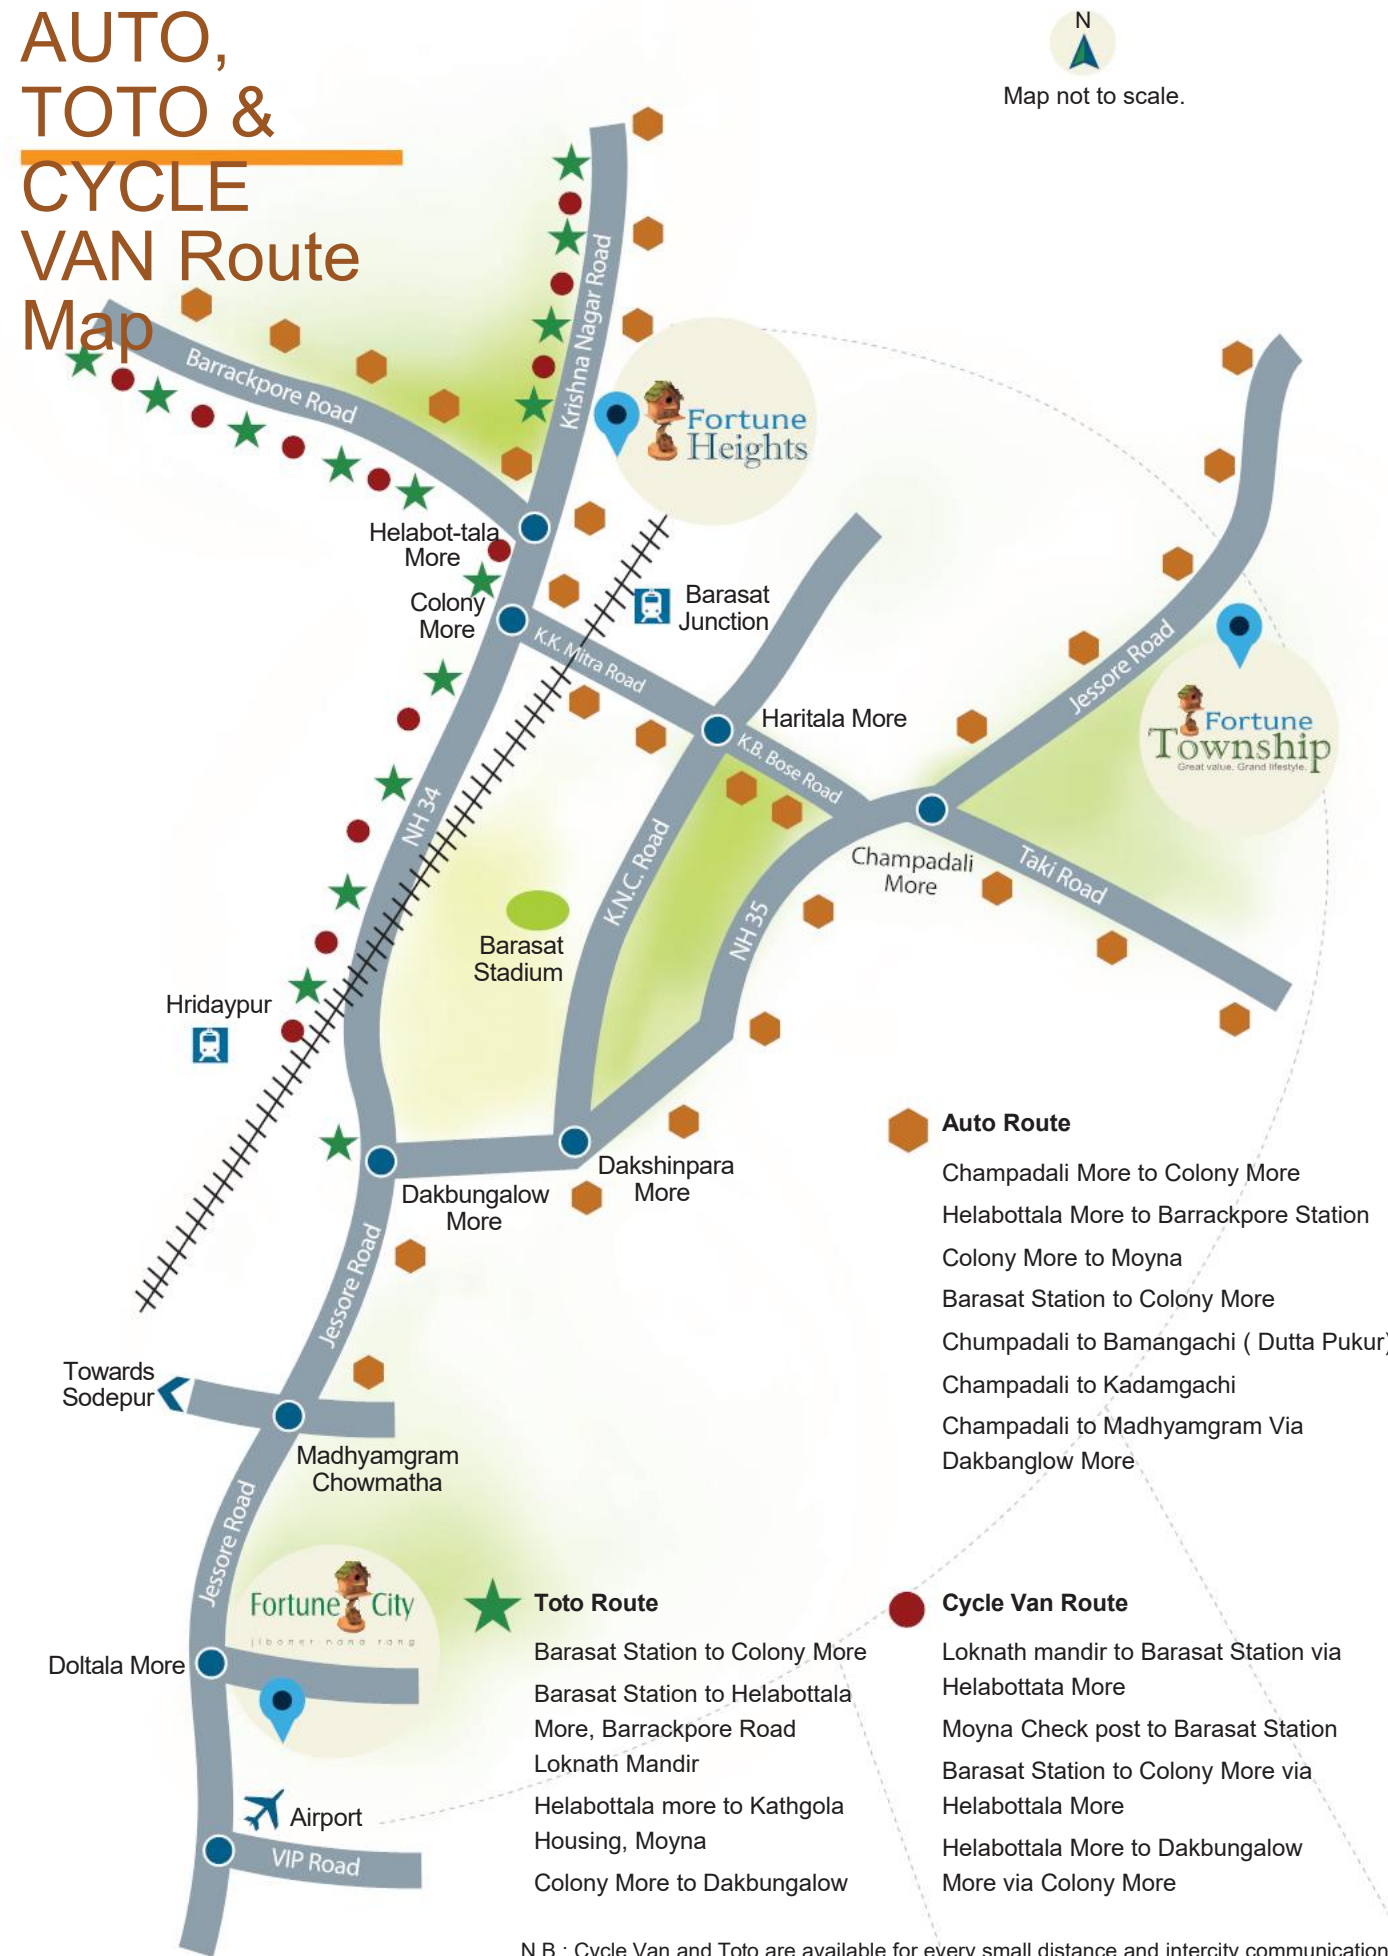 AUTO,
TOTO &
CYCLE
VAN Route
Map
N
Map not to scale.
Krishna Nagar Road
Barrackpore Road
Fortune
Heights
Helabot-tala
More
Colony
More
Barasat
Junction
K.K. Mitra Road
Haritala More
K.B. Bose Road
Jessore Road
Fortune
Township
Great value. Grand lifestyle.
NH 34
K.N.C. Road
NH 35
Champadali
More
Taki Road
Barasat
Stadium
Hridaypur
Dakshinpara
More
Dakbungalow
More
Jessore Road
Towards
Sodepur
Madhyamgram
Chowmatha
Jessore Road
Fortune City
jiboner nana rang
Doltala More
Airport
VIP Road
Auto Route
Champadali More to Colony More
Helabottala More to Barrackpore Station
Colony More to Moyna
Barasat Station to Colony More
Chumpadali to Bamangachi ( Dutta Pukur)
Champadali to Kadamgachi
Champadali to Madhyamgram Via
Dakbanglow More
Toto Route
Barasat Station to Colony More
Barasat Station to Helabottala
More, Barrackpore Road
Loknath Mandir
Helabottala more to Kathgola
Housing, Moyna
Colony More to Dakbungalow
Cycle Van Route
Loknath mandir to Barasat Station via
Helabottata More
Moyna Check post to Barasat Station
Barasat Station to Colony More via
Helabottala More
Helabottala More to Dakbungalow
More via Colony More
N.B.: Cycle Van and Toto are available for every small distance and intercity communication